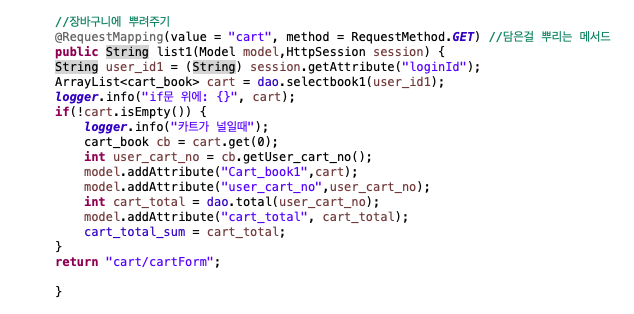 //장바구니에 뿌려주기
@RequestMapping(value = "cart", method = RequestMethod.GET) //담은걸 뿌리는 메서드
public String list1(Model model,HttpSession session) {
String user_id1 = (String) session.getAttribute("loginId");
ArrayList<cart_book> cart = dao.selectbook1(user_id1);
logger.info("if문 위에: {}", cart);
if(!cart.isEmpty()) {
logger.info("카트가 널일때");
cart_book cb = cart.get(0);
int user_cart_no = cb.getUser_cart_no();
model.addAttribute("Cart_book1",cart);
model.addAttribute("user_cart_no",user_cart_no);
int cart_total = dao.total(user_cart_no);
model.addAttribute("cart_total", cart_total);
cart_total_sum = cart_total;
}
return "cart/cartForm";
}